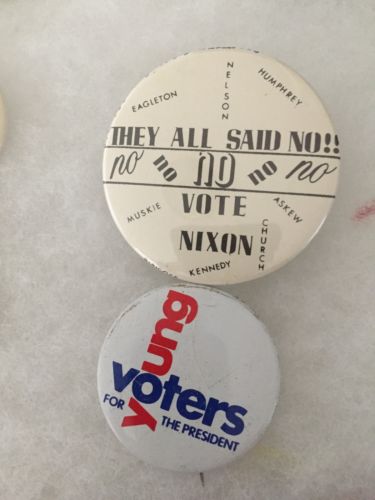 NELSON
HUMPHREY
EAGLETON
THEY ALL SAID NO!!
no no no no no
MUSKIE
VOTE
ASKEW
NIXON
CHURCH
KENNEDY
young
voters
FOR THE PRESIDENT